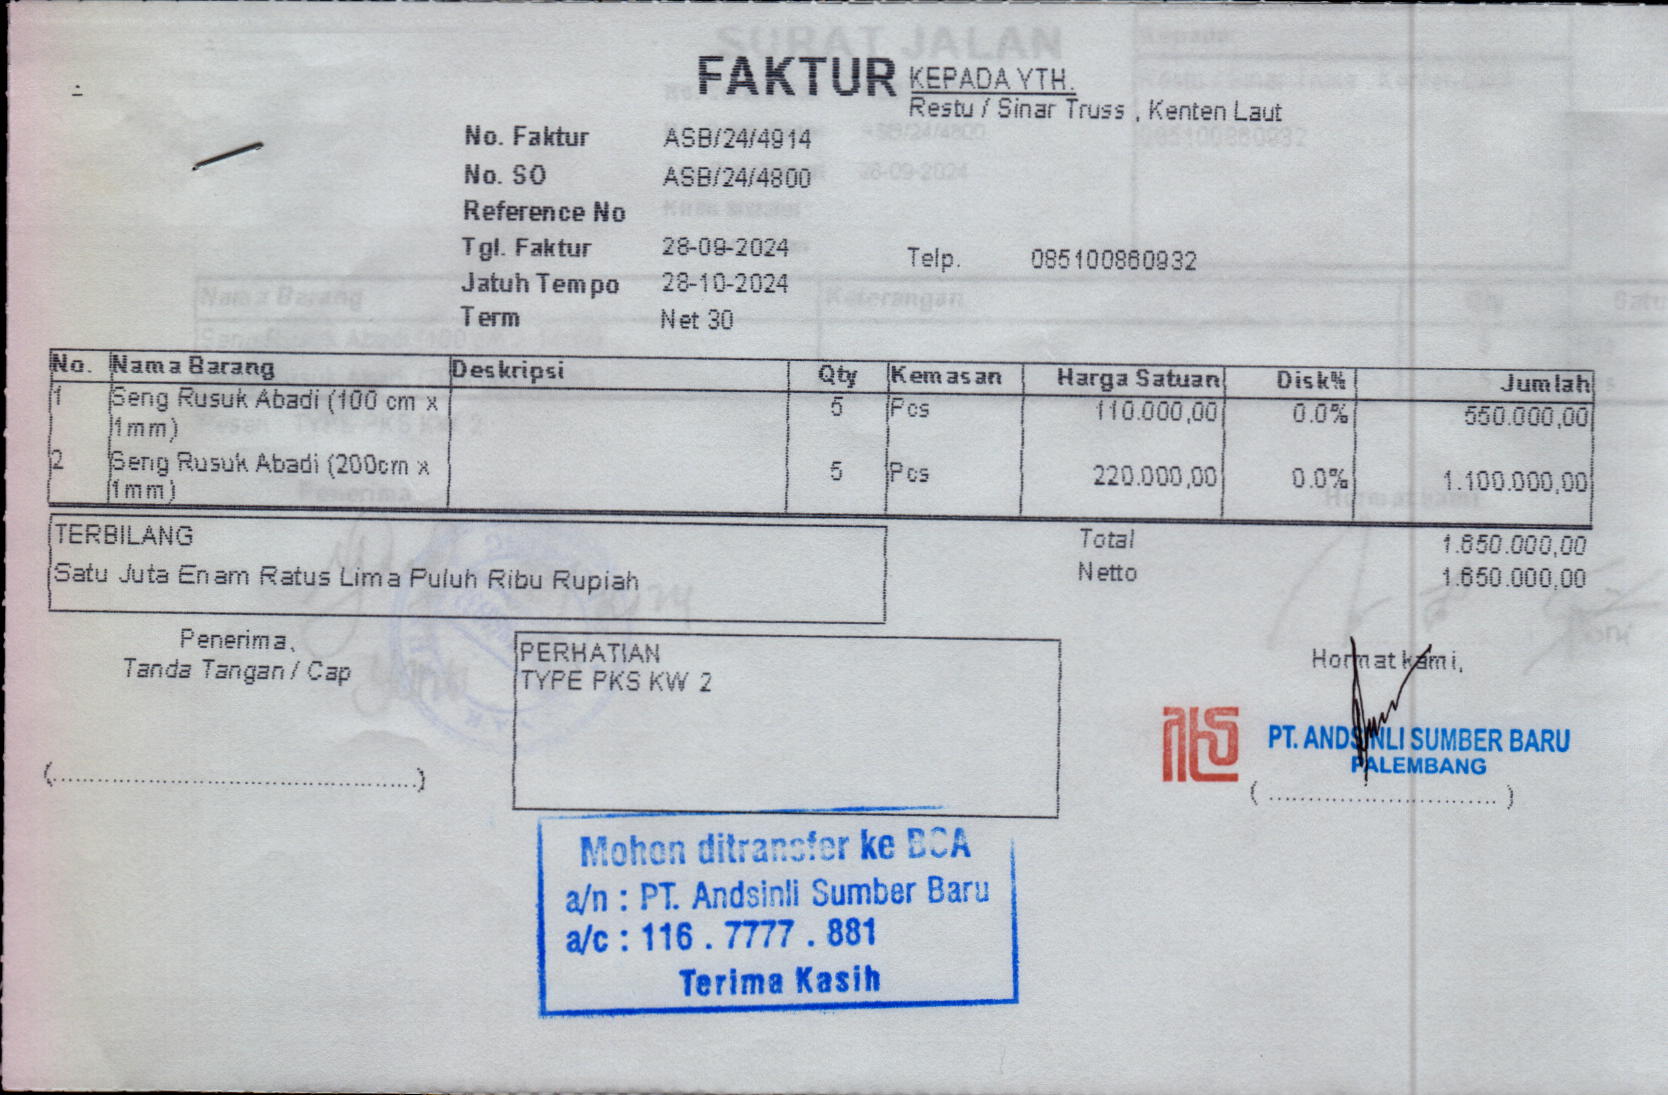 FAKTUR
KEPADA YTH.
Restu / Sinar Truss , Kenten Laut
No. Faktur ASB/24/4914
No. SO ASB/24/4800
Reference No
Tgl. Faktur 28-09-2024
Telp. 085100860932
Jatuh Tempo 28-10-2024
Term Net 30
No. Nama Barang Deskripsi Qty Kemasan Harga Satuan Disk% Jumlah
1 Seng Rusuk Abadi (100 cm x 5 Pcs 110.000,00 0.0% 550.000,00
1mm)
2 Seng Rusuk Abadi (200cm x 5 Pcs 220.000,00 0.0% 1.100.000,00
1mm)
TERBILANG
Satu Juta Enam Ratus Lima Puluh Ribu Rupiah
Total 1.650.000,00
Netto 1.650.000,00
Penerima,
Tanda Tangan / Cap
PERHATIAN
TYPE PKS KW 2
Hormat kami,
PT. ANDSINLI SUMBER BARU
PALEMBANG
Mohon ditransfer ke BCA
a/n : PT. Andsinli Sumber Baru
a/c : 116 . 7777 . 881
Terima Kasih